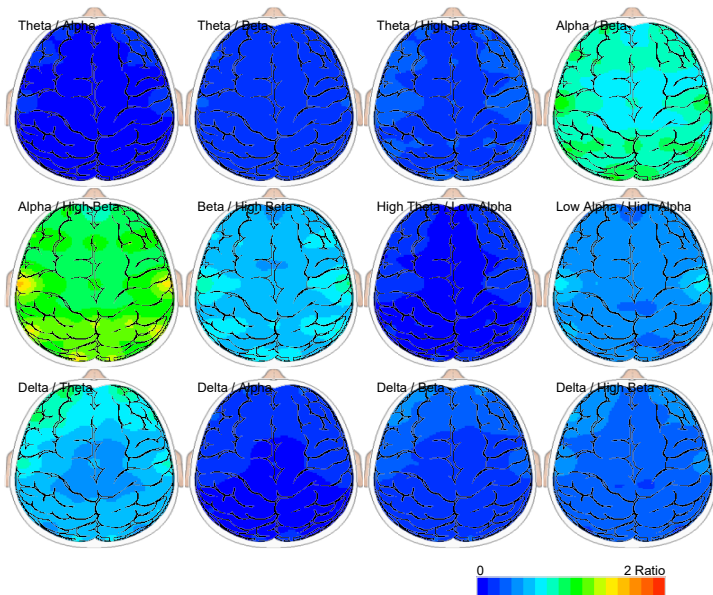 Theta / Alpha
Theta / Beta
Theta / High Beta
Alpha / Beta
Alpha / High Beta
Beta / High Beta
High Theta / Low Alpha
Low Alpha / High Alpha
Delta / Theta
Delta / Alpha
Delta / Beta
Delta / High Beta
0
2 Ratio